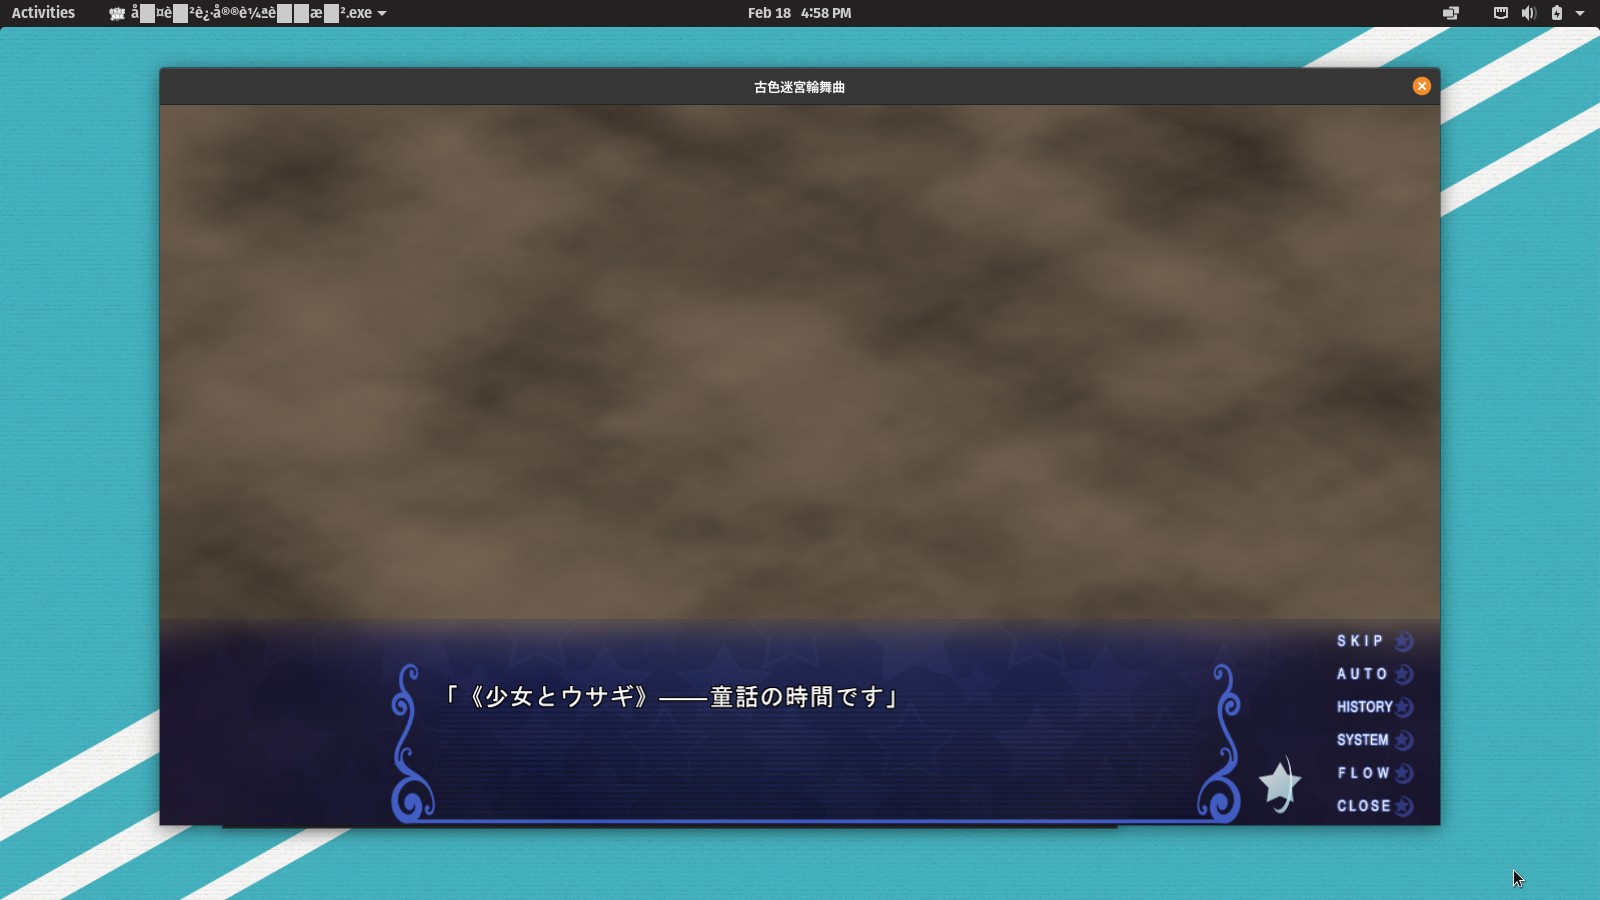 Activities
Feb 18 4:58 PM
古色迷宮輪舞曲
「《少女とウサギ》――童話の時間です」
SKIP
AUTO
HISTORY
SYSTEM
FLOW
CLOSE